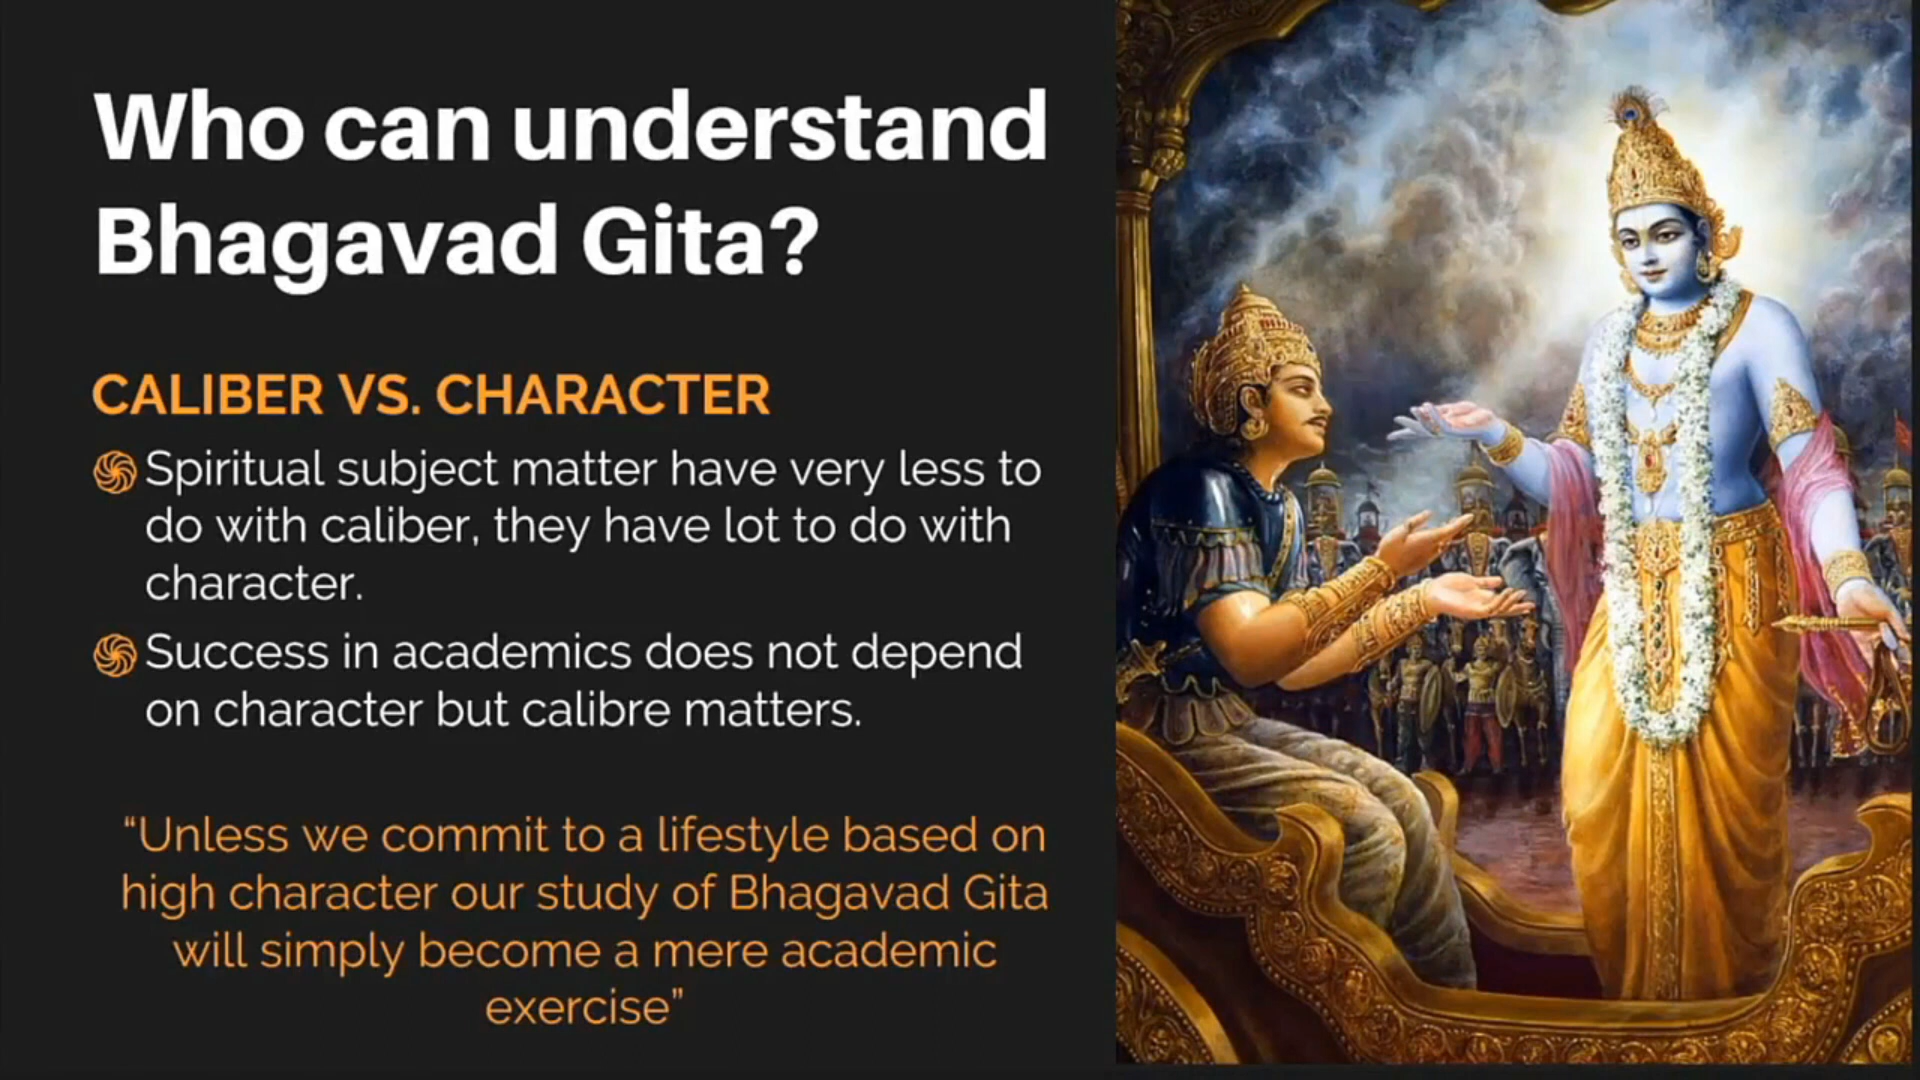 Who can understand
Bhagavad Gita?
CALIBER VS. CHARACTER
Spiritual subject matter have very less to
do with caliber, they have lot to do with
character.
Success in academics does not depend
on character but calibre matters.
“Unless we commit to a lifestyle based on
high character our study of Bhagavad Gita
will simply become a mere academic
exercise”